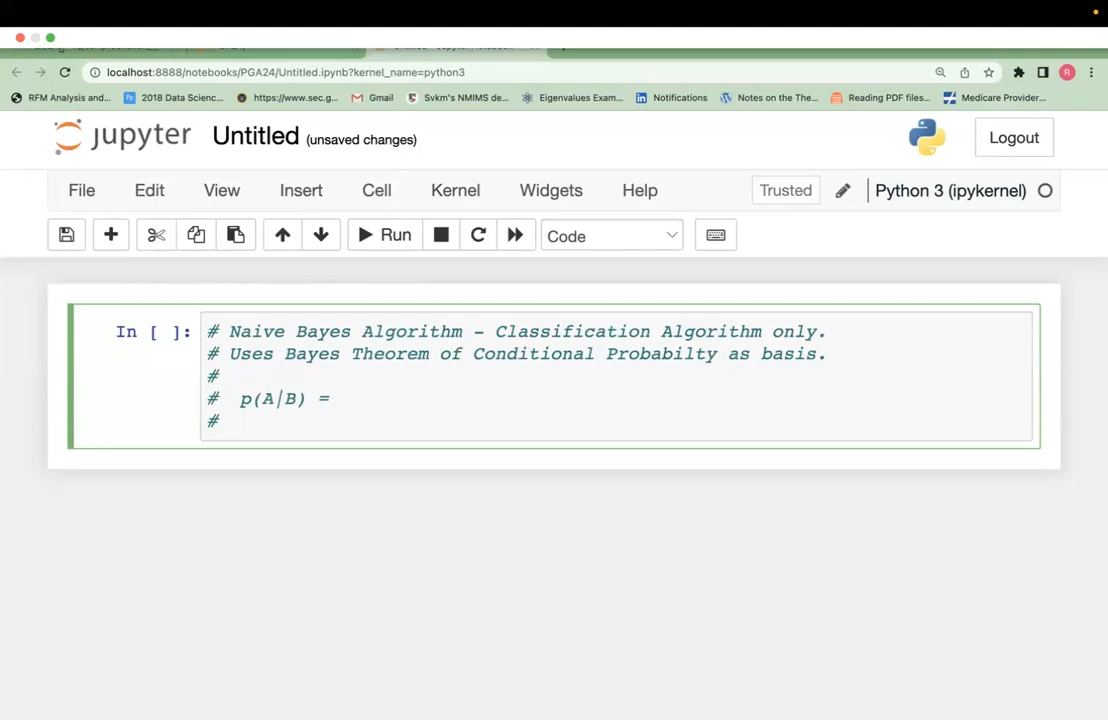 localhost:8888/notebooks/PGA24/Untitled.ipynb?kernel_name=python3
R
RFM Analysis and... 2018 Data Scienc... https://www.sec.g... Gmail Svkm's NMIMS de... Eigenvalues Exam... Notifications Notes on the The... Reading PDF files... Medicare Provider...
jupyter Untitled (unsaved changes) Logout
File Edit View Insert Cell Kernel Widgets Help Trusted Python 3 (ipykernel)
Run Code
In [ ]: # Naive Bayes Algorithm - Classification Algorithm only.
# Uses Bayes Theorem of Conditional Probabilty as basis.
#
# p(A|B) =
#